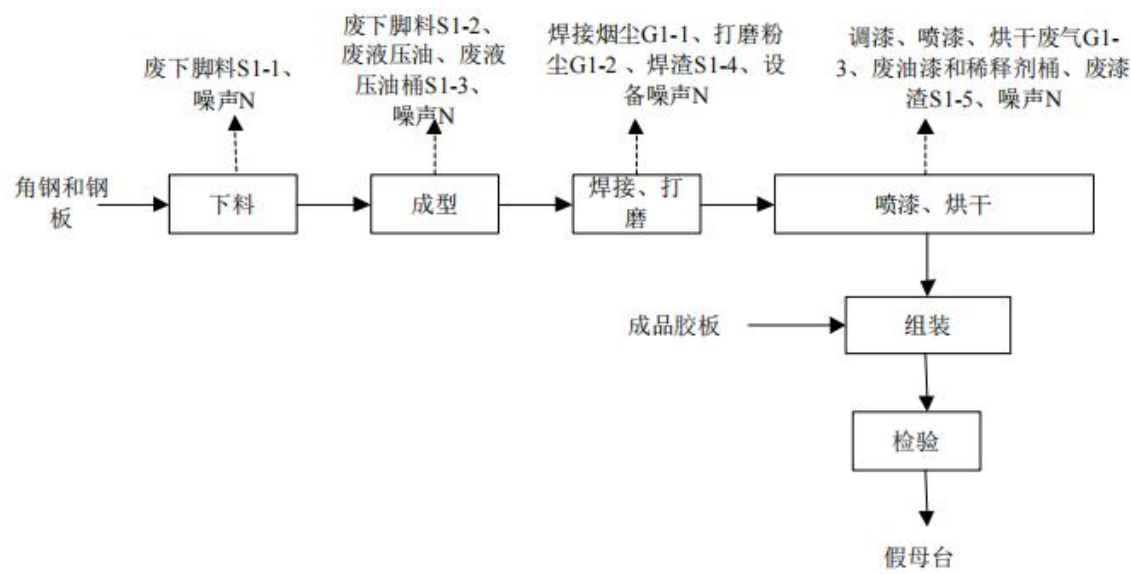 废下脚料S1-1、
噪声N
废下脚料S1-2、
废液压油、废液
压油桶S1-3、
噪声N
焊接烟尘G1-1、打磨粉
尘G1-2 、焊渣S1-4、设
备噪声N
调漆、喷漆、烘干废气G1-
3、废油漆和稀释剂桶、废漆
渣S1-5、噪声N
角钢和钢
板
下料
成型
焊接、打
磨
喷漆、烘干
成品胶板
组装
检验
假母台